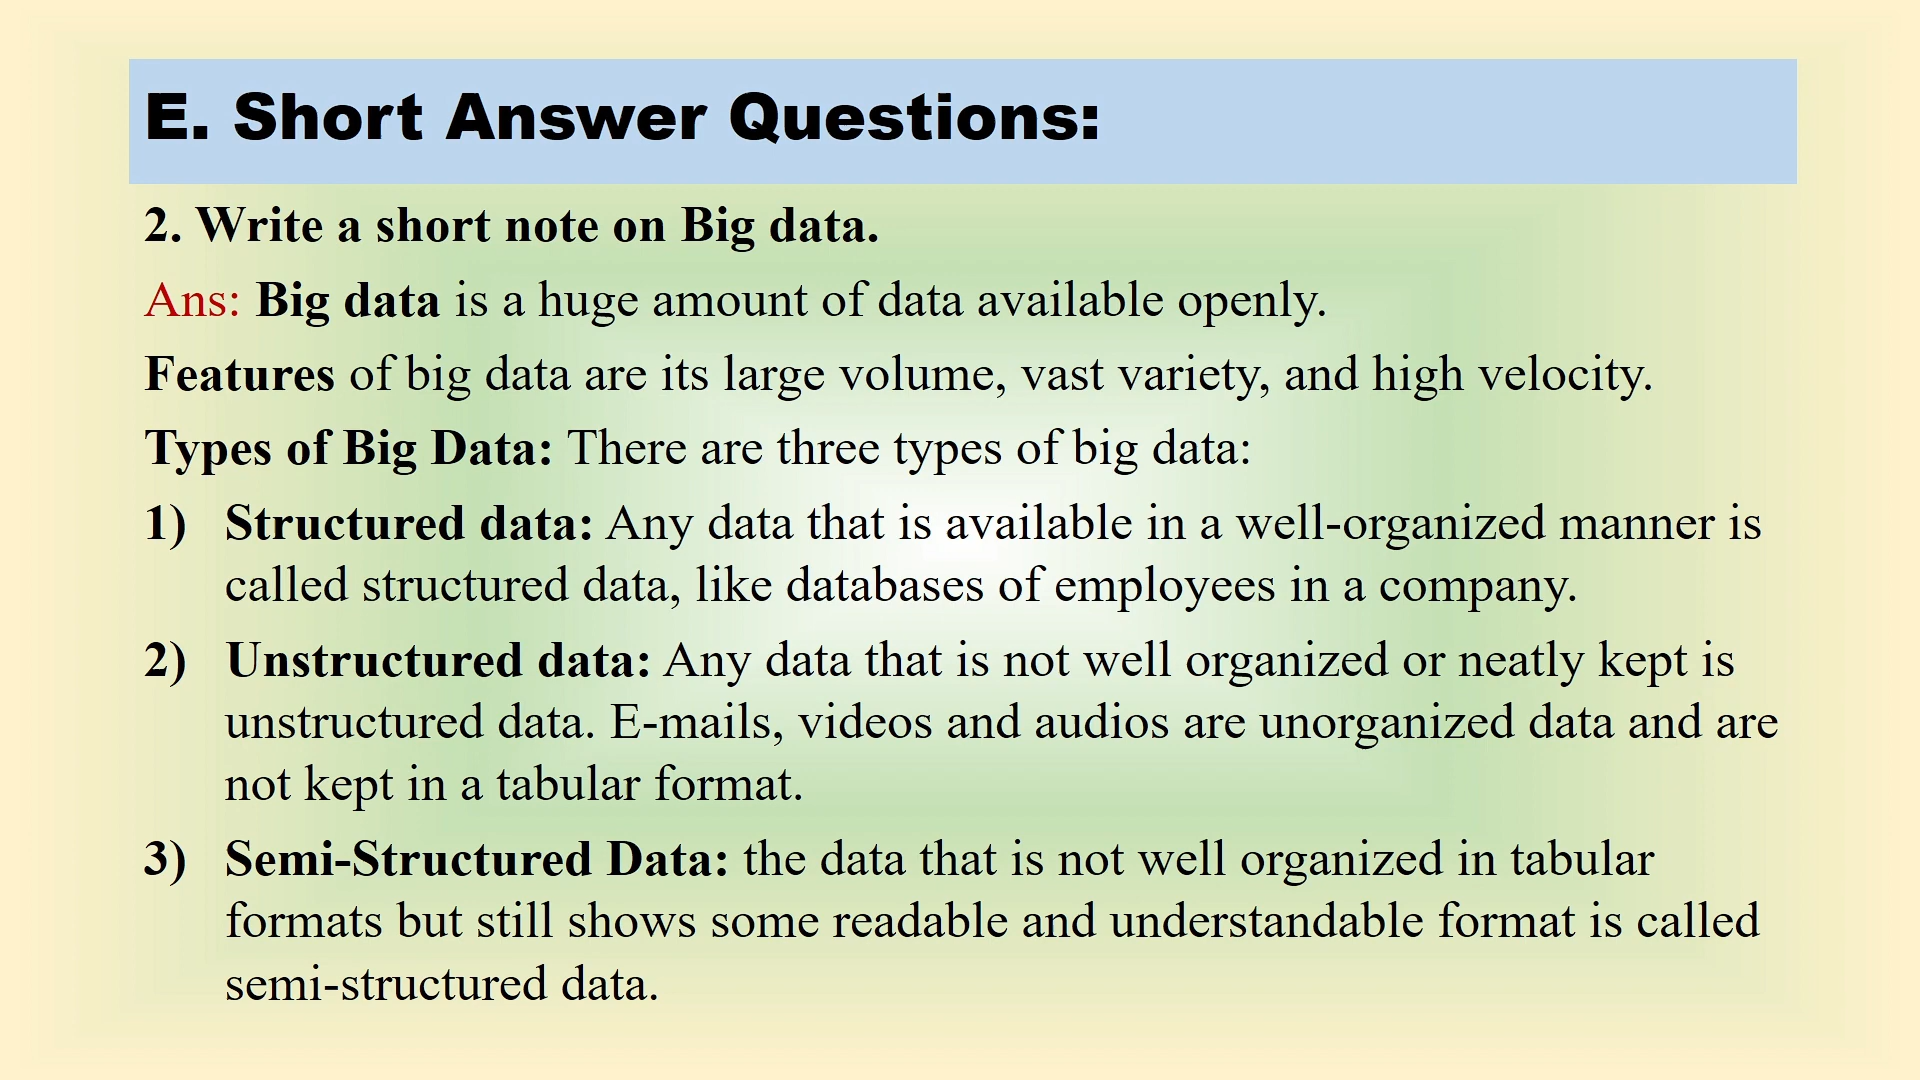 E. Short Answer Questions:
2. Write a short note on Big data.
Ans: Big data is a huge amount of data available openly.
Features of big data are its large volume, vast variety, and high velocity.
Types of Big Data: There are three types of big data:
1) Structured data: Any data that is available in a well-organized manner is
called structured data, like databases of employees in a company.
2) Unstructured data: Any data that is not well organized or neatly kept is
unstructured data. E-mails, videos and audios are unorganized data and are
not kept in a tabular format.
3) Semi-Structured Data: the data that is not well organized in tabular
formats but still shows some readable and understandable format is called
semi-structured data.